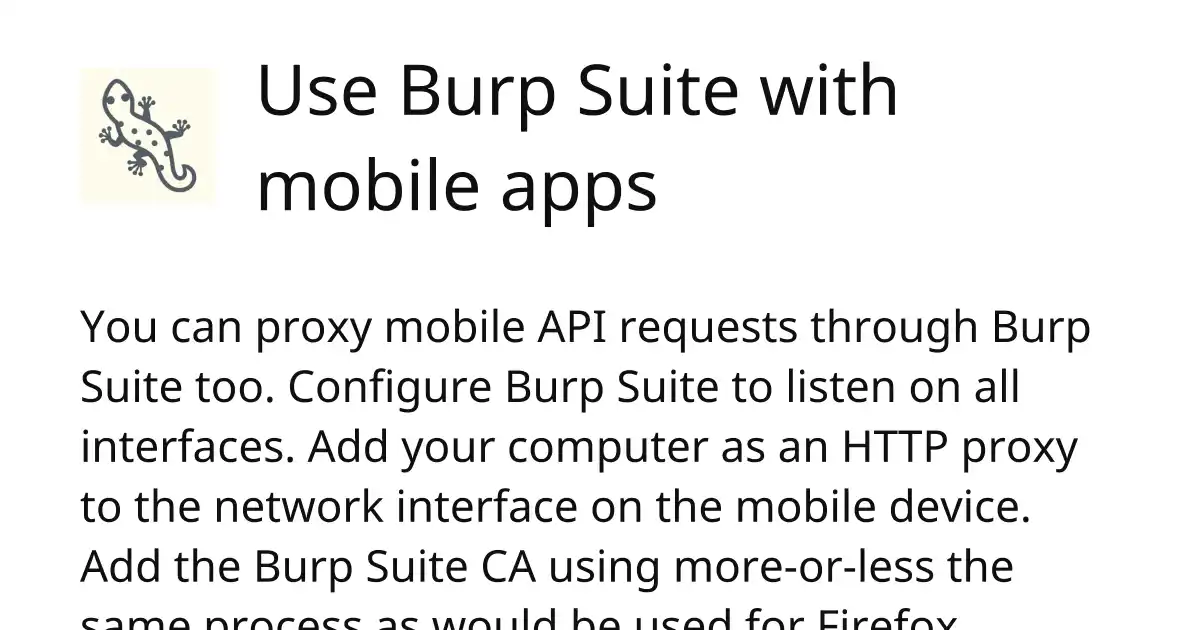 Use Burp Suite with
mobile apps
You can proxy mobile API requests through Burp
Suite too. Configure Burp Suite to listen on all
interfaces. Add your computer as an HTTP proxy
to the network interface on the mobile device.
Add the Burp Suite CA using more-or-less the
same process as would be used for Firefox.